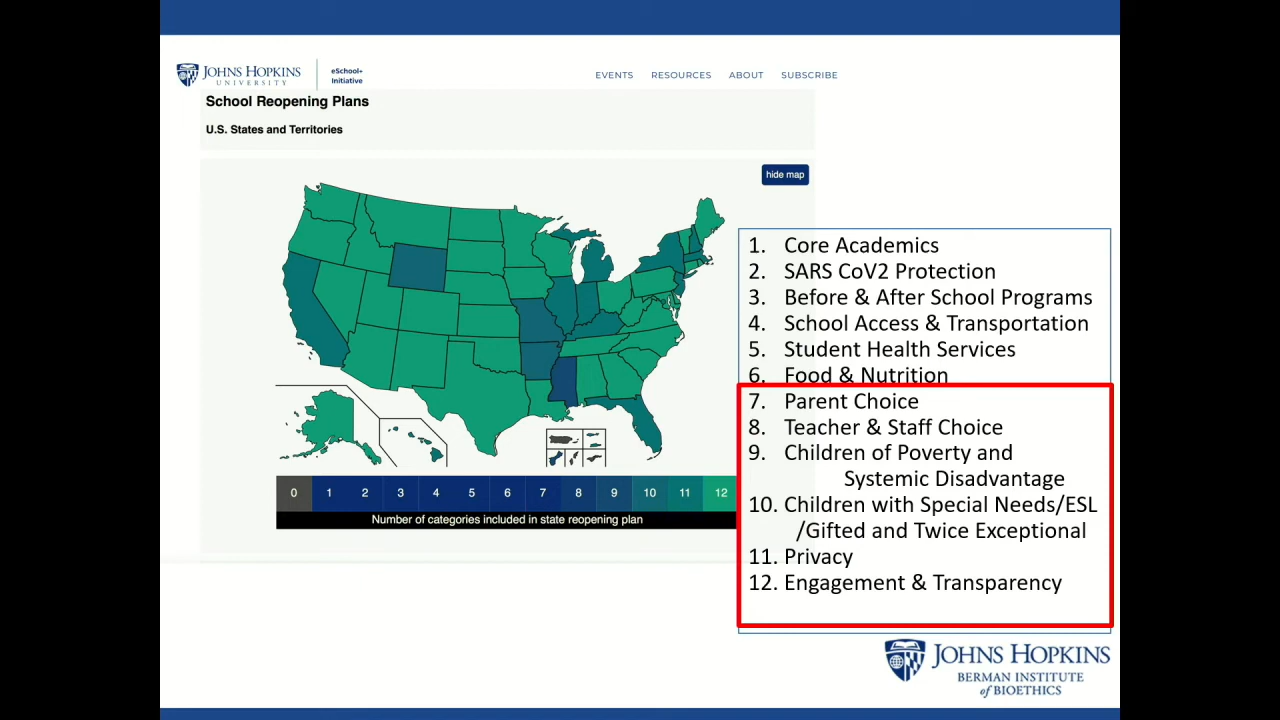 JOHNS HOPKINS
UNIVERSITY
eSchool+
Initiative
EVENTS RESOURCES ABOUT SUBSCRIBE
School Reopening Plans
U.S. States and Territories
hide map
1. Core Academics
2. SARS CoV2 Protection
3. Before & After School Programs
4. School Access & Transportation
5. Student Health Services
6. Food & Nutrition
7. Parent Choice
8. Teacher & Staff Choice
9. Children of Poverty and
Systemic Disadvantage
10. Children with Special Needs/ESL
/Gifted and Twice Exceptional
11. Privacy
12. Engagement & Transparency
0 1 2 3 4 5 6 7 8 9 10 11 12
Number of categories included in state reopening plan
JOHNS HOPKINS
BERMAN INSTITUTE
of BIOETHICS